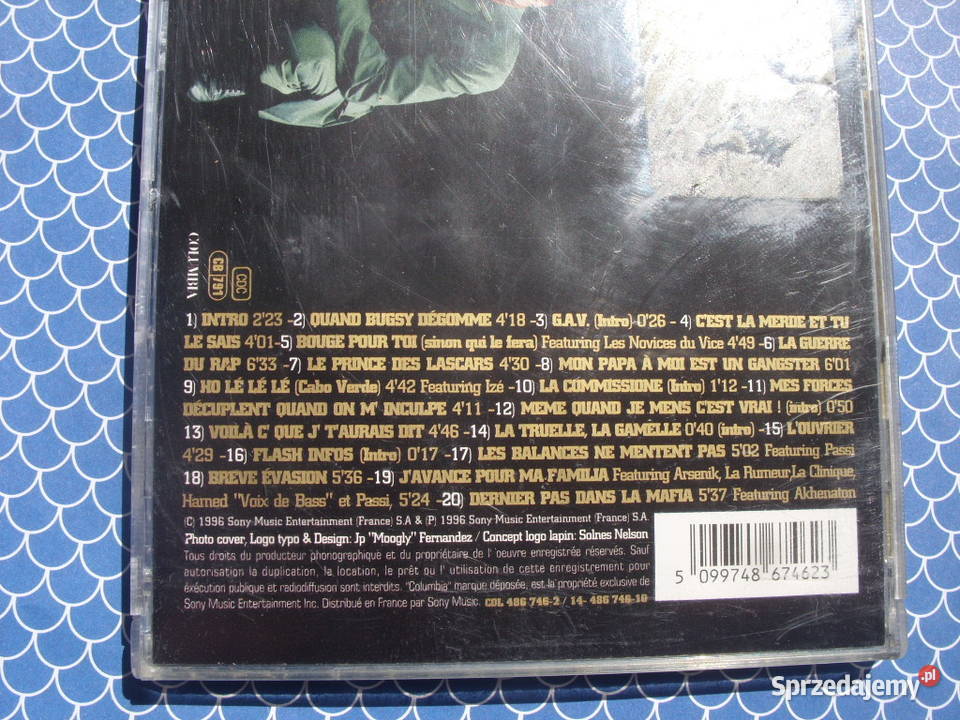 COLUMBIA
CB 791
CDC
1) INTRO 2'23 -2) QUAND BUGSY DÉGOMME 4'18 -3) G.A.V. (Intro) 0'26 - 4) C'EST LA MERDE ET TU
LE SAIS 4'01-5) BOUGE POUR TOI (sinon qui le fera) Featuring Les Novices du Vice 4'49 -6) LA GUERRE
DU RAP 6'33 -7) LE PRINCE DES LASCARS 4'30 -8) MON PAPA À MOI EST UN GANGSTER 6'01
9) HO LÉ LÉ LÉ (Cabo Verde) 4'42 Featuring Izé -10) LA COMMISSIONE (Intro) 1'12 -11) MES FORCES
DÉCUPLENT QUAND ON M' INCULPE 4'11 -12) MEME QUAND JE MENS C'EST VRAI ! (intro) 0'50
13) VOILÀ C' QUE J' T'AURAIS DIT 4'46 -14) LA TRUELLE, LA GAMÈLLE 0'40 (intro) -15) L'OUVRIER
4'29 -16) FLASH INFOS (Intro) 0'17 -17) LES BALANCES NE MENTENT PAS 5'02 Featuring Passi
18) BREVE ÉVASION 5'36 -19) J'AVANCE POUR MA FAMILIA Featuring Arsenik, La Rumeur,La Clinique,
Hamed "Voix de Bass" et Passi, 5'24 -20) DERNIER PAS DANS LA MAFIA 5'37 Featuring Akhenaton
(C) 1996 Sony Music Entertainment (France) S.A & (P) 1996 Sony Music Entertainment (France) S.A.
Photo cover, Logo typo & Design: Jp "Moogly" Fernandez / Concept logo lapin: Solnes Nelson
Tous droits du producteur phonographique et du propriétaire de l'oeuvre enregistrée réservés. Sauf
autorisation la duplication, la location, le prêt ou l' utilisation de cette enregistrement pour
exécution publique et radiodiffusion sont interdits. "Columbia" marque déposée, est la propriété exclusive de
Sony Music Entertainment Inc. Distribué en France par Sony Music. COL 486 746-2 / 14- 486 746-10
5 099748 674623
Sprzedajemy.pl